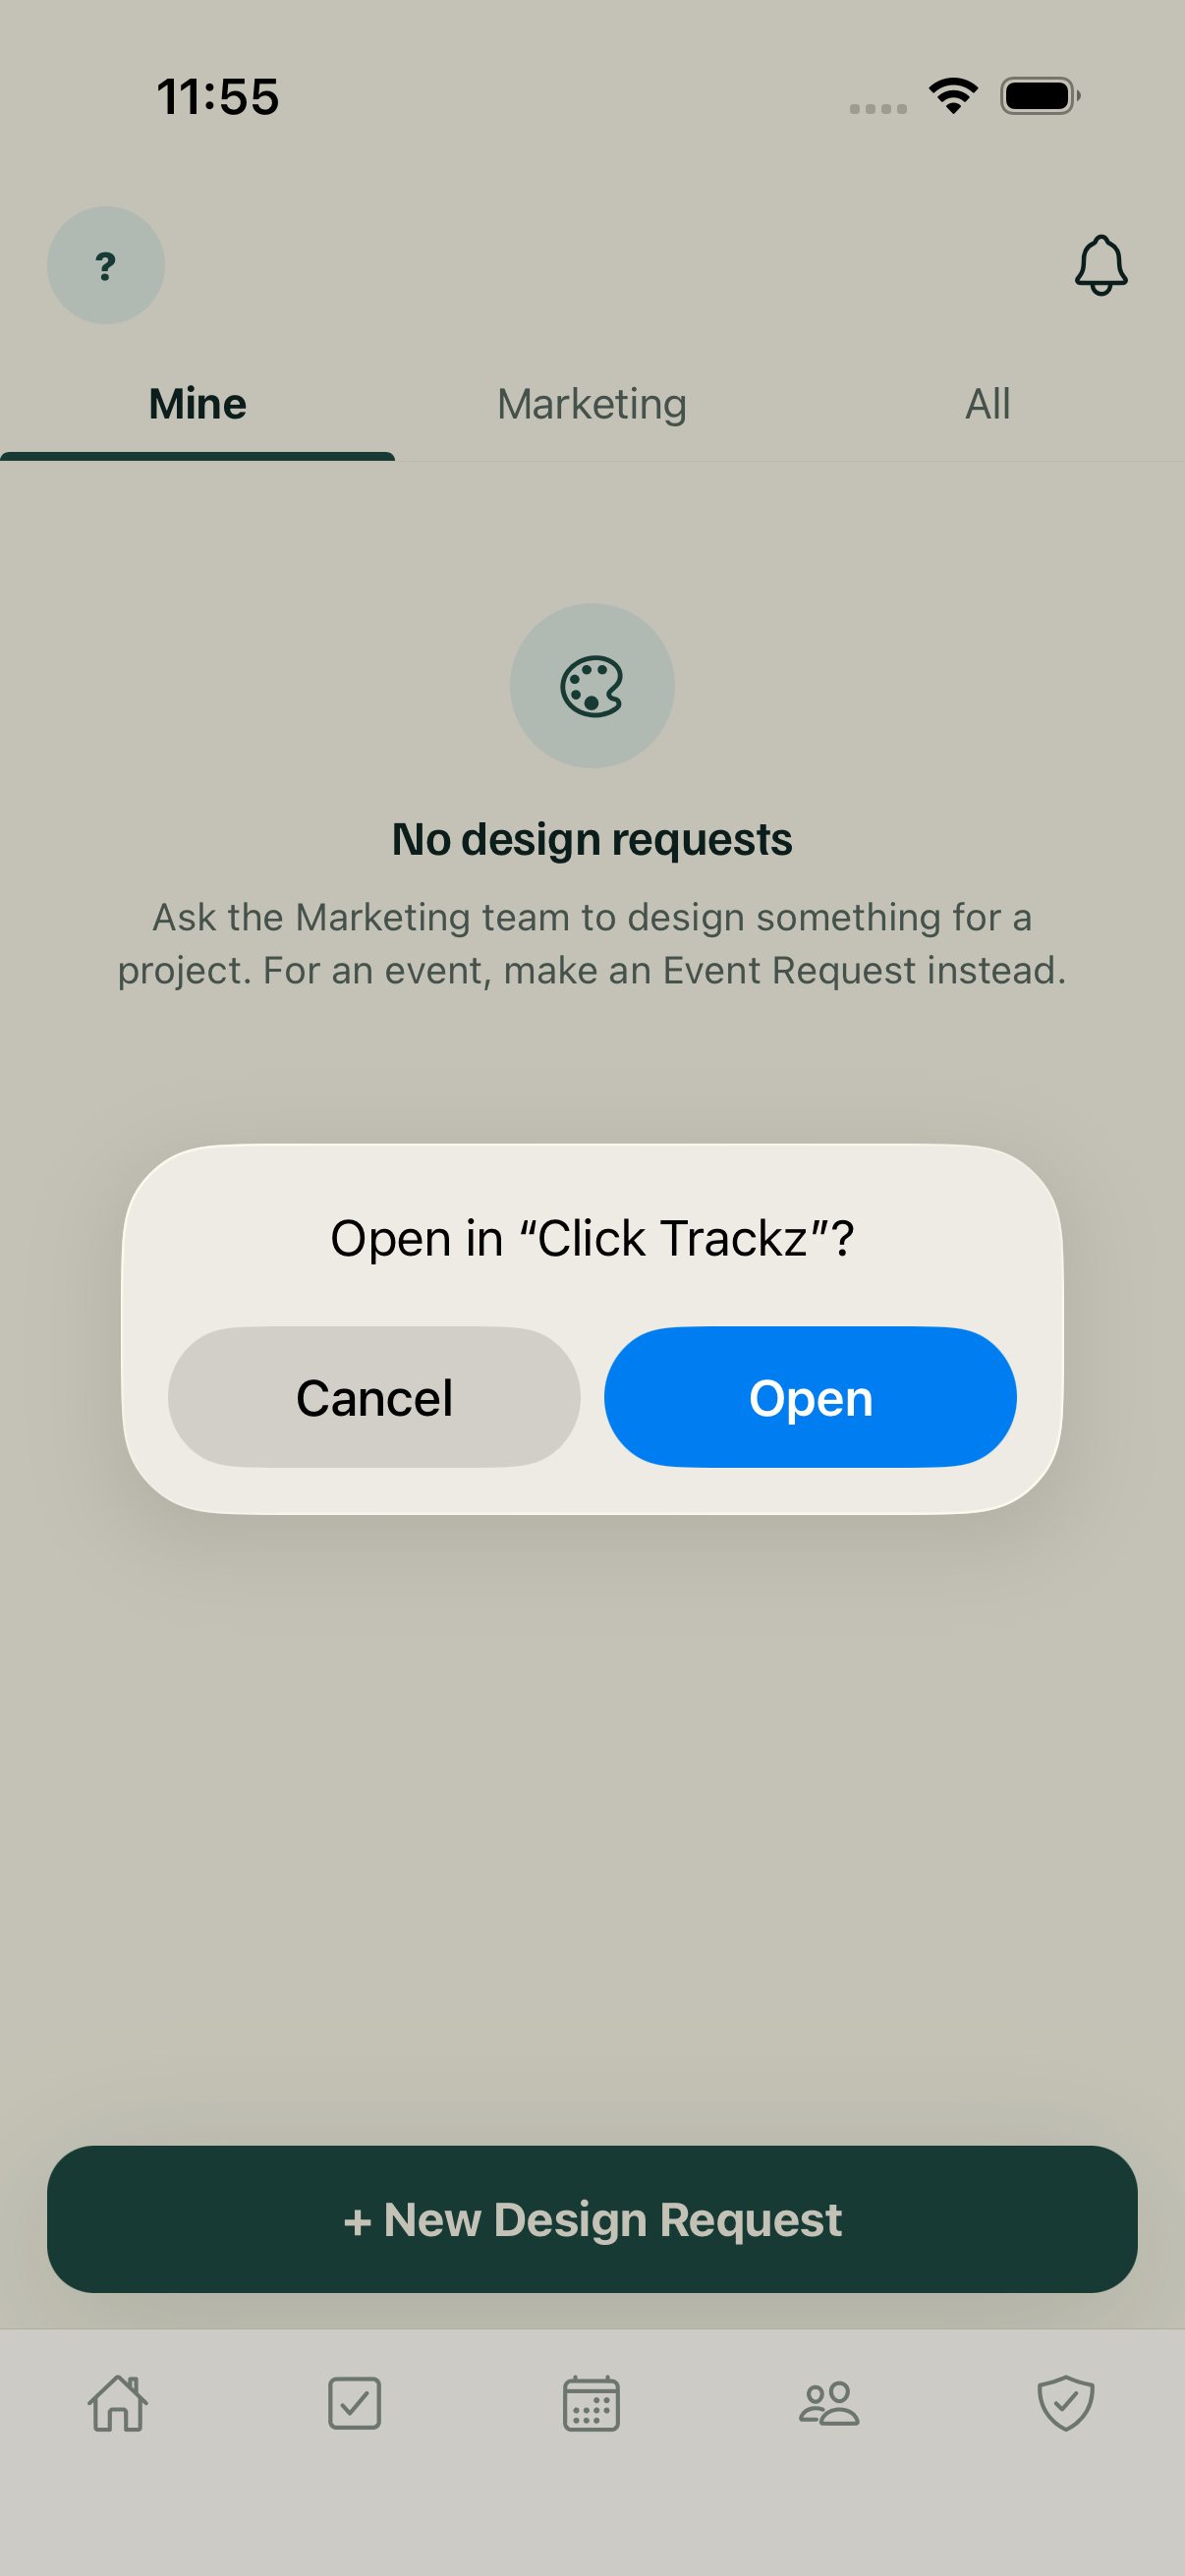 11:55
?
Mine
Marketing
All
No design requests
Ask the Marketing team to design something for a
project. For an event, make an Event Request instead.
Open in “Click Trackz”?
Cancel
Open
+ New Design Request